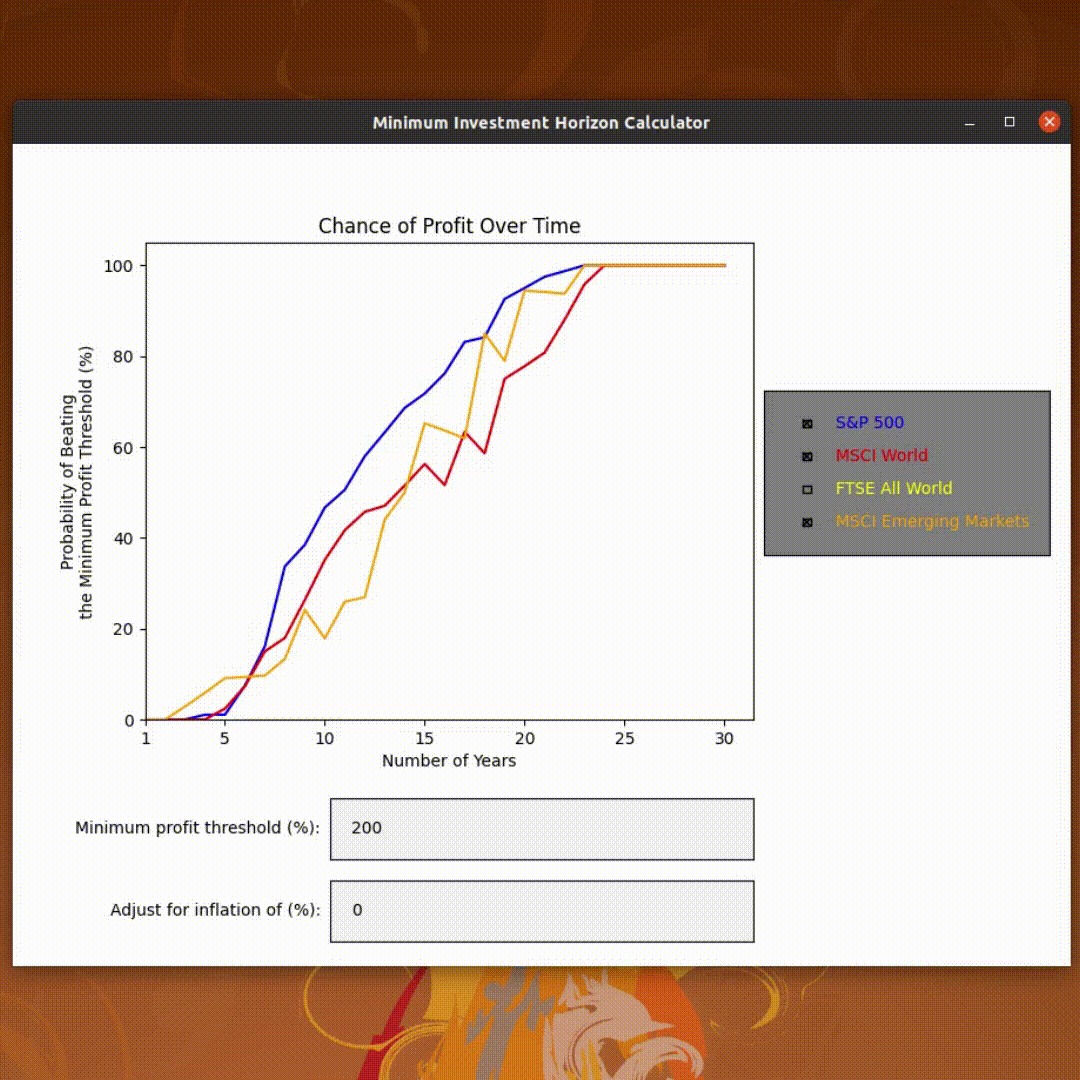 Minimum Investment Horizon Calculator
Chance of Profit Over Time
100
80
60
40
20
0
Probability of Beating
the Minimum Profit Threshold (%)
1 5 10 15 20 25 30
Number of Years
S&P 500
MSCI World
FTSE All World
MSCI Emerging Markets
Minimum profit threshold (%): 200
Adjust for inflation of (%): 0